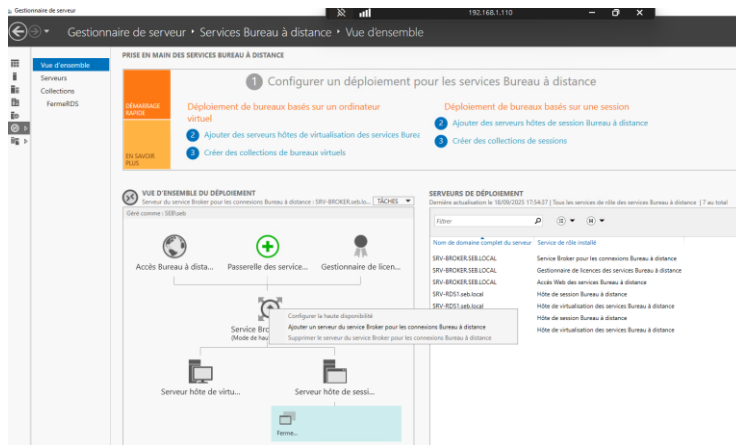 Gestionnaire de serveur
192.168.1.110
Gestionnaire de serveur • Services Bureau à distance • Vue d'ensemble
Vue d'ensemble
Serveurs
Collections
FermeRDS
PRISE EN MAIN DES SERVICES BUREAU À DISTANCE
1 Configurer un déploiement pour les services Bureau à distance
DÉMARRAGE
RAPIDE
Déploiement de bureaux basés sur un ordinateur
virtuel
2 Ajouter des serveurs hôtes de virtualisation des services Bure
3 Créer des collections de bureaux virtuels
EN SAVOIR
PLUS
Déploiement de bureaux basés sur une session
2 Ajouter des serveurs hôtes de session Bureau à distance
3 Créer des collections de sessions
VUE D'ENSEMBLE DU DÉPLOIEMENT
Serveur du service Broker pour les connexions Bureau à distance : SRV-BROKER.seb.lo... TÂCHES
Géré comme : SEB\seb
Accès Bureau à dista...
Passerelle des service...
Gestionnaire de licen...
Service Bro
(Mode de hau
Configurer la haute disponibilité
Ajouter un serveur du service Broker pour les connexions Bureau à distance
Supprimer le serveur du service Broker pour les connexions Bureau à distance
Serveur hôte de virtu...
Serveur hôte de sessi...
Ferme...
SERVEURS DE DÉPLOIEMENT
Dernière actualisation le 18/09/2025 17:54:37 | Tous les services de rôle des services Bureau à distance | 7 au total
Filtrer
Nom de domaine complet du serveur Service de rôle installé
SRV-BROKER.SEB.LOCAL Service Broker pour les connexions Bureau à distance
SRV-BROKER.SEB.LOCAL Gestionnaire de licences des services Bureau à distance
SRV-BROKER.SEB.LOCAL Accès Web des services Bureau à distance
SRV-RDS1.seb.local Hôte de session Bureau à distance
SRV-RDS1.seb.local Hôte de virtualisation des services Bureau à distance
Hôte de session Bureau à distance
Hôte de virtualisation des services Bureau à distance